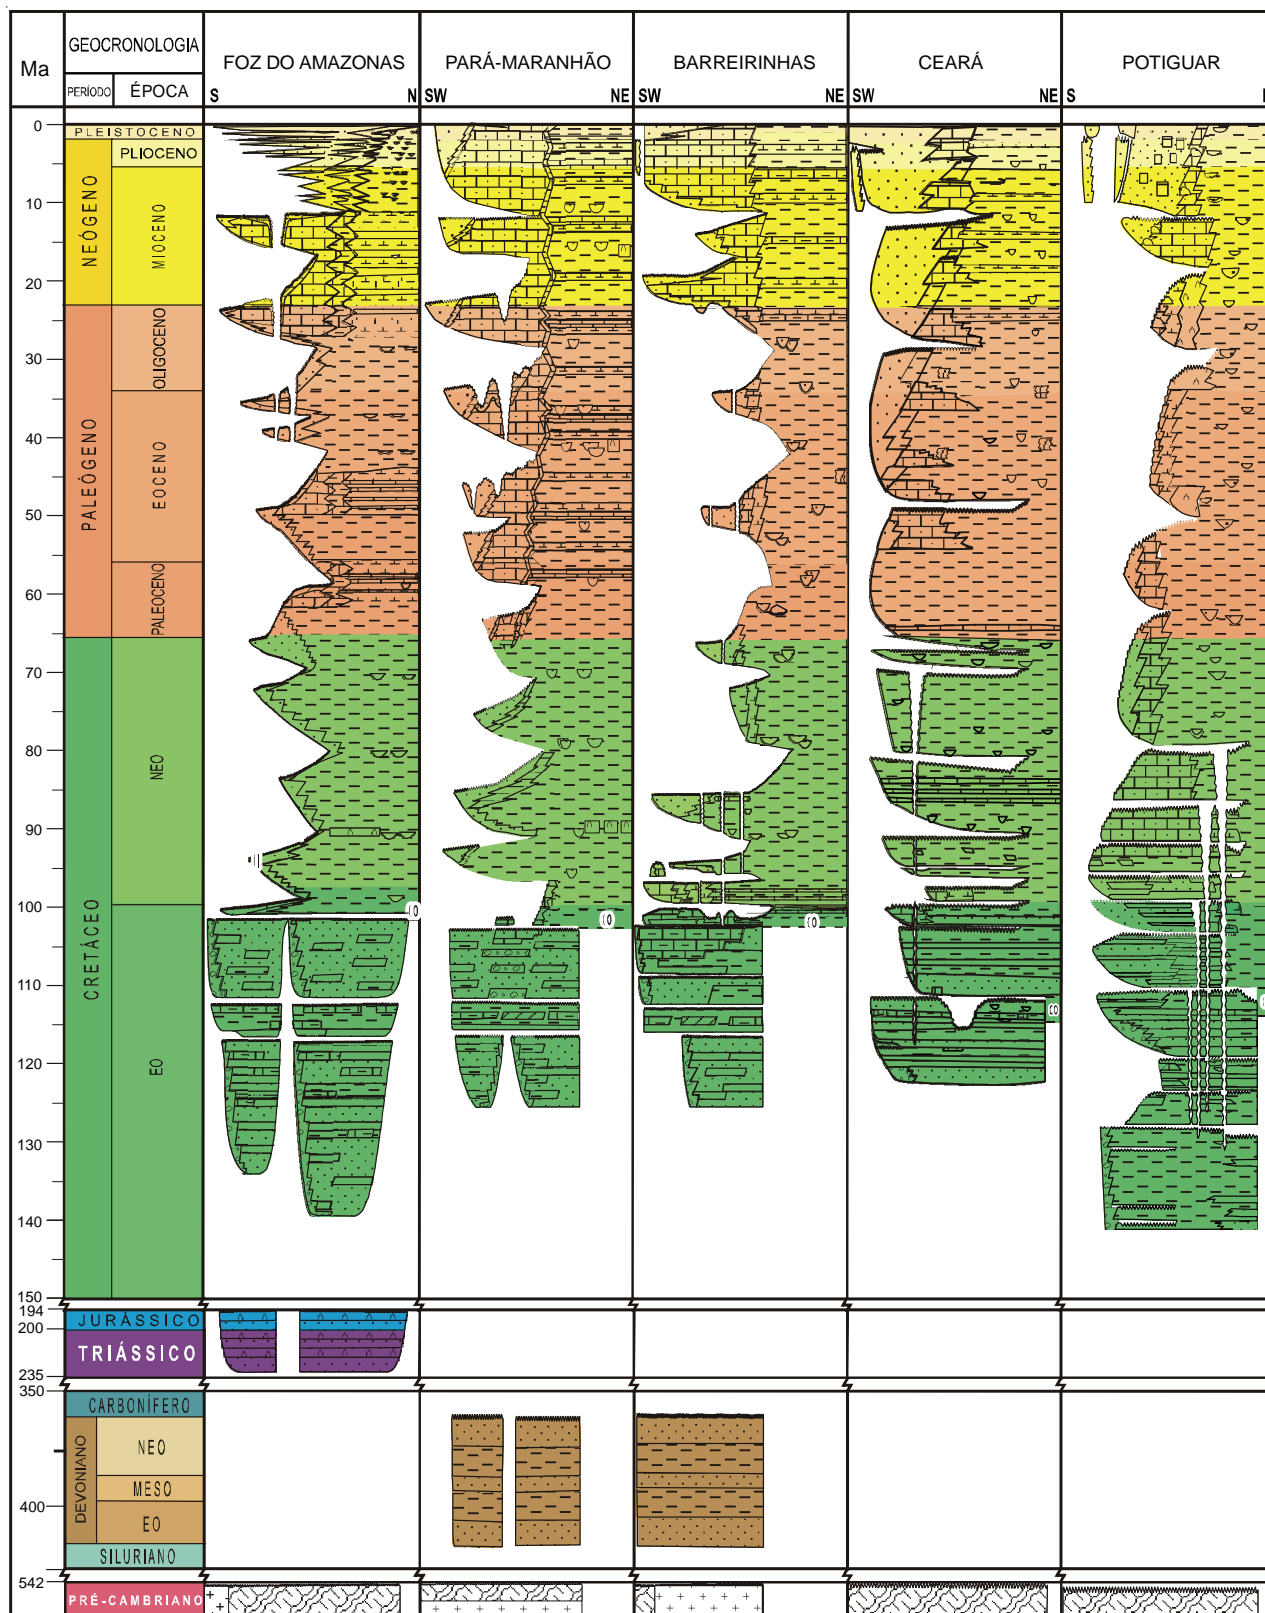 GEOCRONOLOGIA
Ma
PERÍODO
ÉPOCA
FOZ DO AMAZONAS
PARÁ-MARANHÃO
BARREIRINHAS
CEARÁ
POTIGUAR
S
N
SW
NE
SW
NE
SW
NE
S
0
10
20
30
40
50
60
70
80
90
100
110
120
130
140
150
194
200
235
350
400
542
PLEISTOCENO
NEÓGENO
PLIOCENO
MIOCENO
PALEÓGENO
OLIGOCENO
EOCENO
PALEOCENO
CRETÁCEO
NEO
EO
JURÁSSICO
TRIÁSSICO
CARBONÍFERO
DEVONIANO
NEO
MESO
EO
SILURIANO
PRÉ-CAMBRIANO